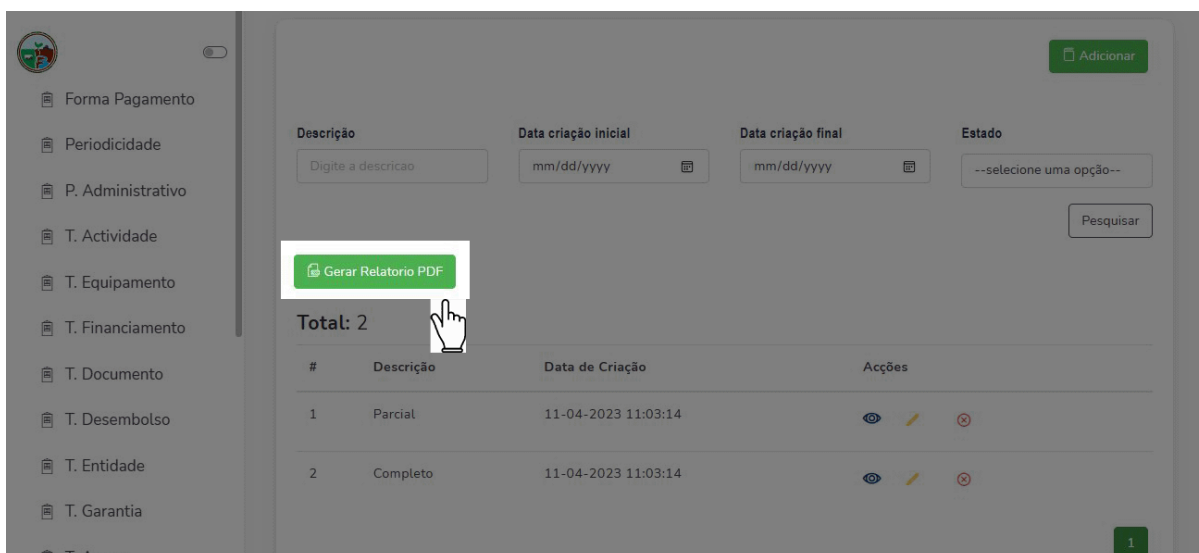 Adicionar
Forma Pagamento
Periodicidade
P. Administrativo
T. Actividade
T. Equipamento
T. Financiamento
T. Documento
T. Desembolso
T. Entidade
T. Garantia
Descrição Data criação inicial Data criação final Estado
Digite a descricao mm/dd/yyyy mm/dd/yyyy --selecione uma opção--
Pesquisar
Gerar Relatorio PDF
Total: 2
# Descrição Data de Criação Acções
1 Parcial 11-04-2023 11:03:14
2 Completo 11-04-2023 11:03:14
1